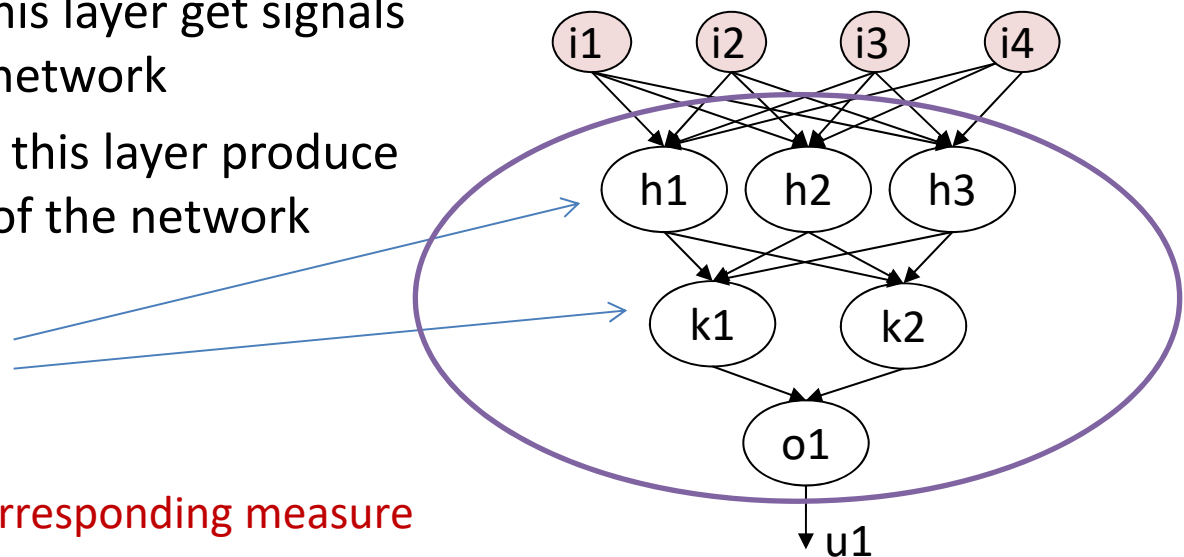 his layer get signals
network
this layer produce
of the network
rresponding measure
i1 i2 i3 i4
h1 h2 h3
k1 k2
o1
u1